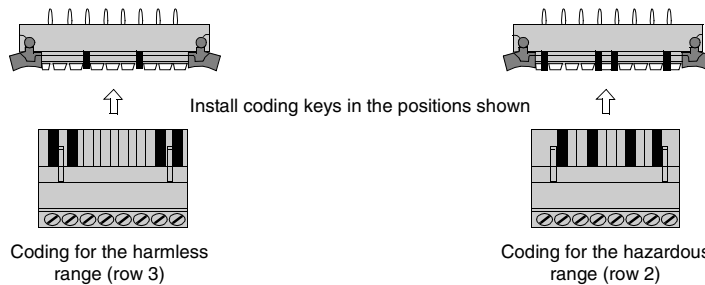 Install coding keys in the positions shown
Coding for the harmless
range (row 3)
Coding for the hazardous
range (row 2)